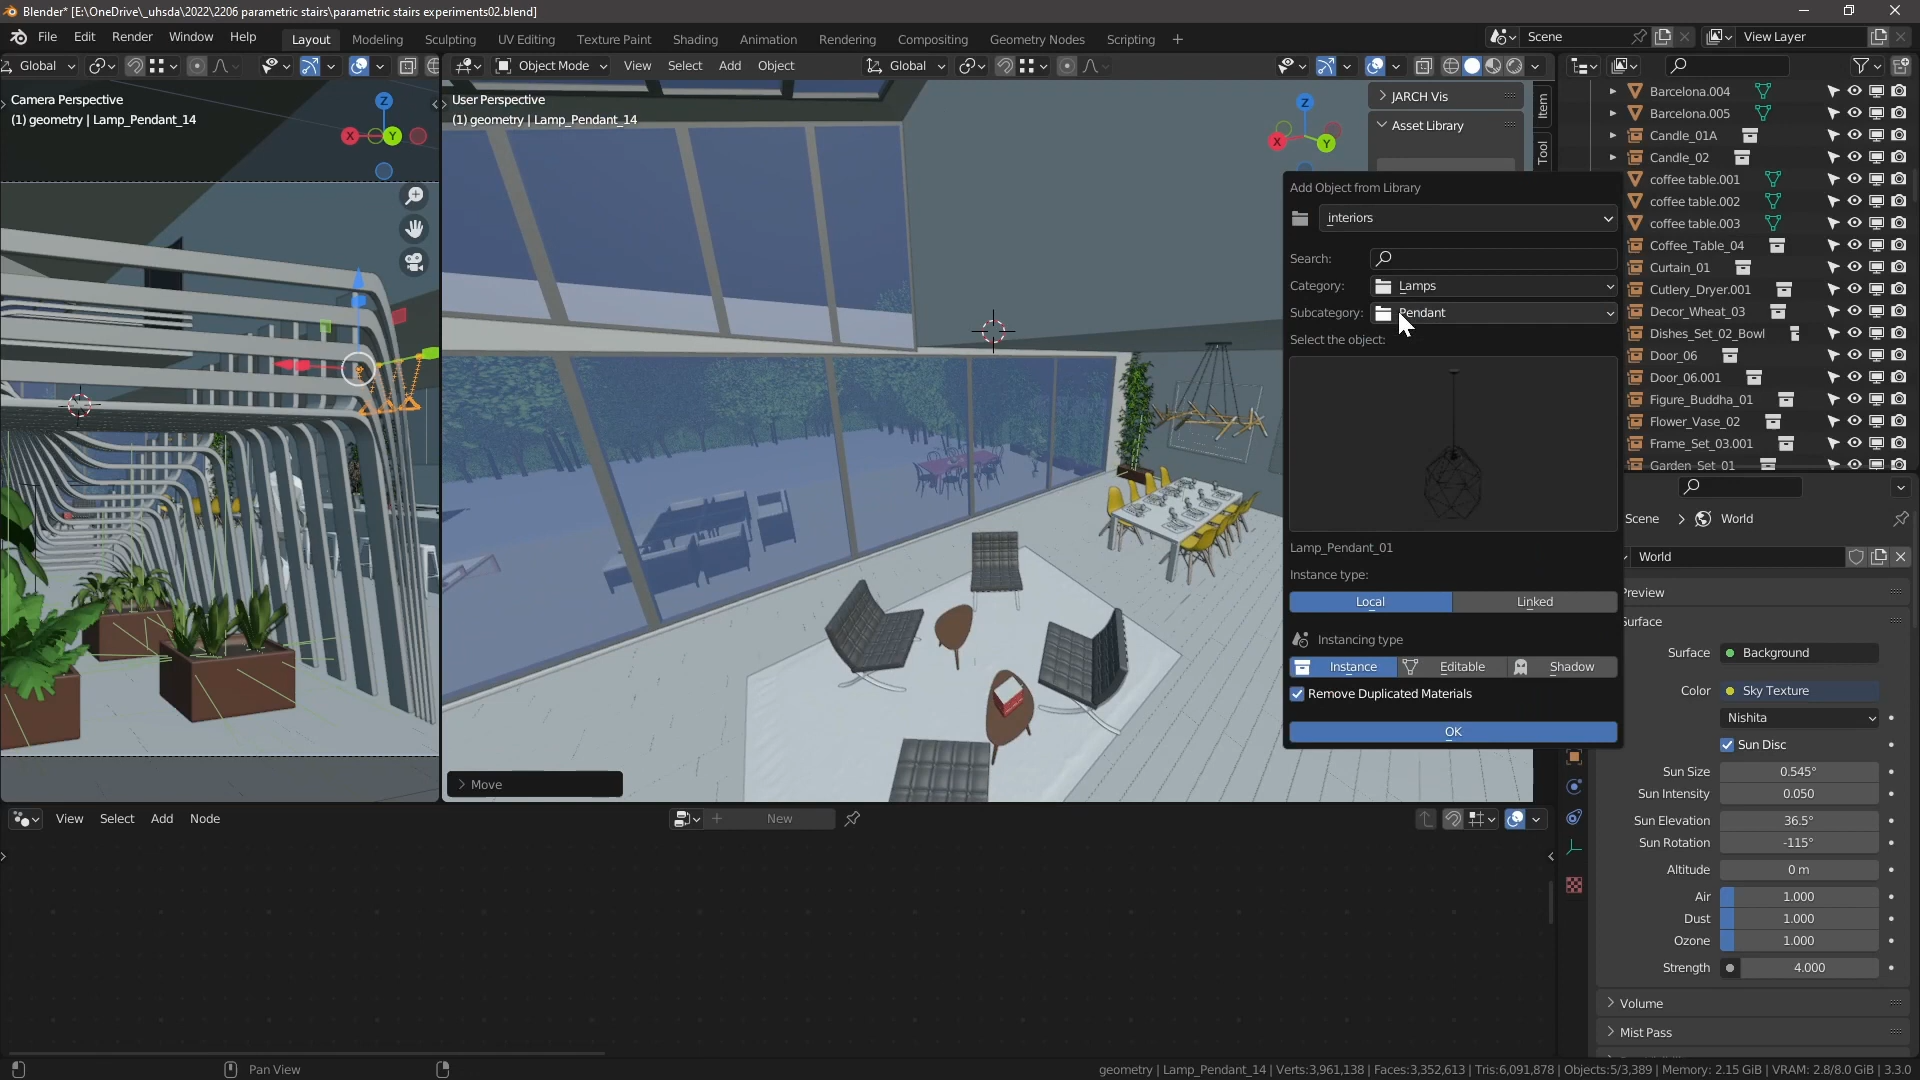 Blender* [E:\OneDrive\_uhsda\2022\2206 parametric stairs\parametric stairs experiments02.blend]
File Edit Render Window Help Layout Modeling Sculpting UV Editing Texture Paint Shading Animation Rendering Compositing Geometry Nodes Scripting + Scene View Layer
Global Object Mode View Select Add Object Global
Camera Perspective
(1) geometry | Lamp_Pendant_14
Z
X
Y
User Perspective
(1) geometry | Lamp_Pendant_14
Z
X
Y
JARCH Vis
Asset Library
Item
Tool
Add Object from Library
interiors
Search:
Category: Lamps
Subcategory: Pendant
Select the object:
Lamp_Pendant_01
Instance type:
Local Linked
Instancing type
Instance Editable Shadow
Remove Duplicated Materials
OK
Move
Barcelona.004
Barcelona.005
Candle_01A
Candle_02
coffee table.001
coffee table.002
coffee table.003
Coffee_Table_04
Curtain_01
Cutlery_Dryer.001
Decor_Wheat_03
Dishes_Set_02_Bowl
Door_06
Door_06.001
Figure_Buddha_01
Flower_Vase_02
Frame_Set_03.001
Garden_Set_01
Scene World
World
Preview
Surface
Surface Background
Color Sky Texture
Nishita
Sun Disc
Sun Size 0.545°
Sun Intensity 0.050
Sun Elevation 36.5°
Sun Rotation -115°
Altitude 0 m
Air 1.000
Dust 1.000
Ozone 1.000
Strength 4.000
Volume
Mist Pass
View Select Add Node New
Pan View
geometry | Lamp_Pendant_14 | Verts:3,961,138 | Faces:3,352,613 | Tris:6,091,878 | Objects:5/3,389 | Memory: 2.15 GiB | VRAM: 2.8/8.0 GiB | 3.3.0